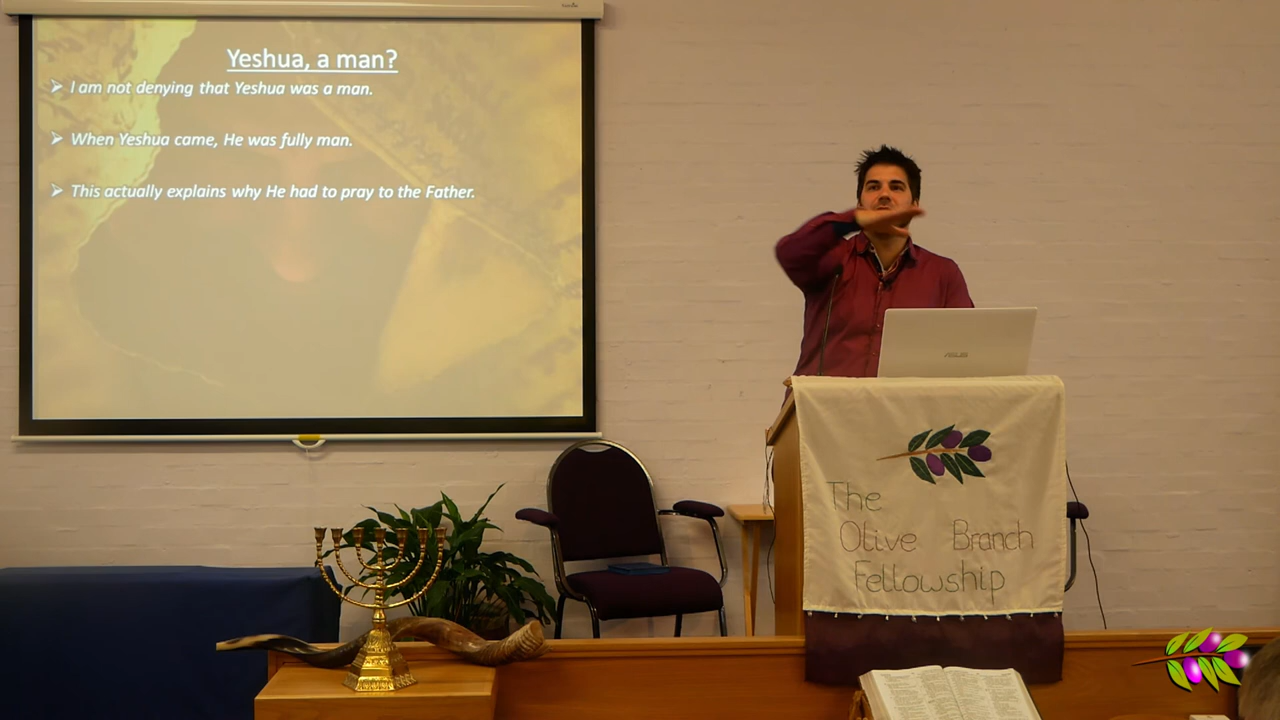 Yeshua, a man?
I am not denying that Yeshua was a man.
When Yeshua came, He was fully man.
This actually explains why He had to pray to the Father.
ASUS
The
Olive Branch
Fellowship